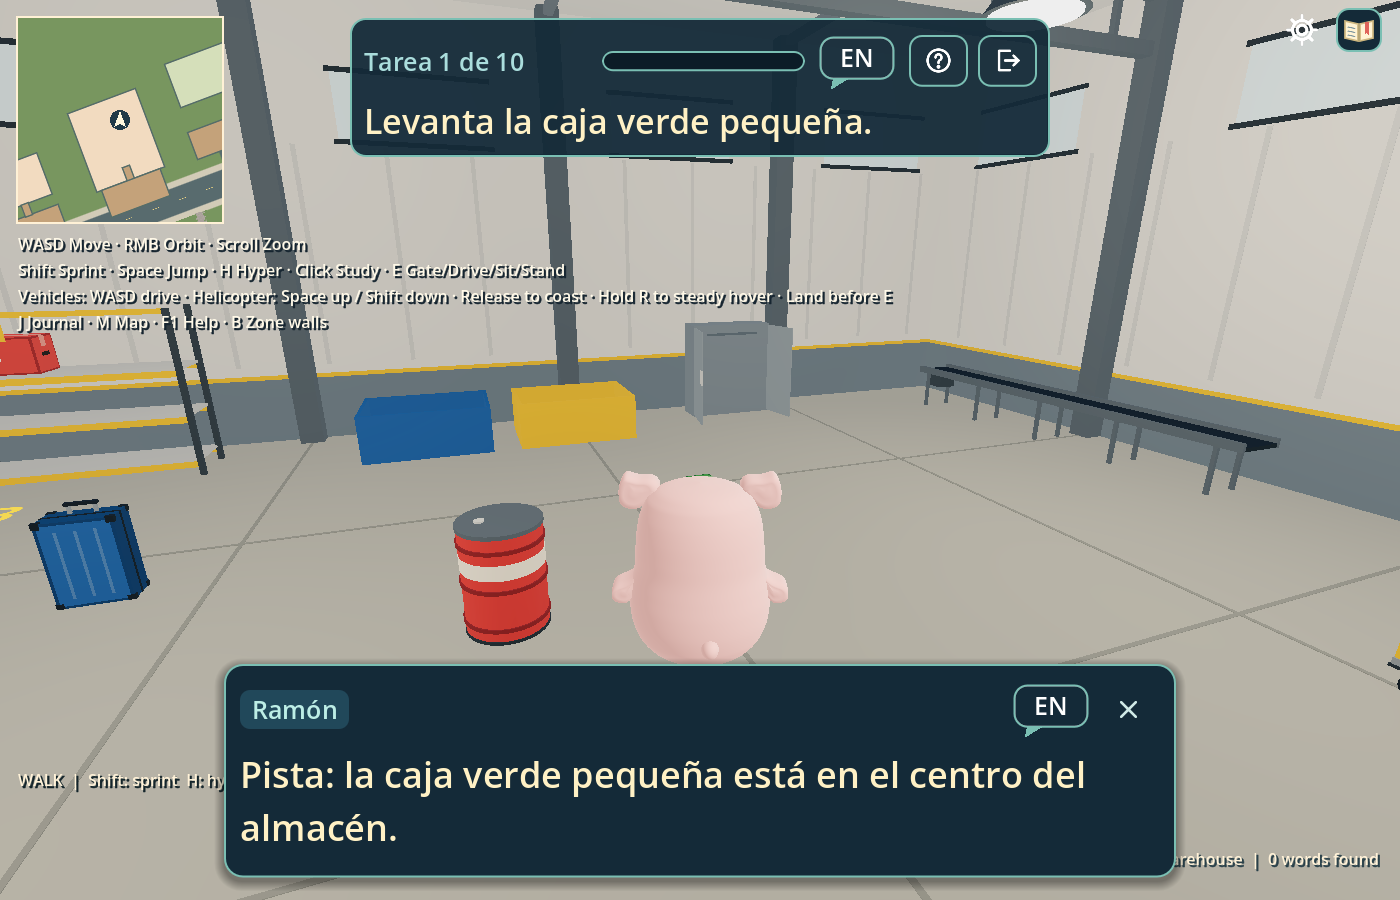 Tarea 1 de 10
EN
Levanta la caja verde pequeña.
WASD Move · RMB Orbit · Scroll Zoom
Shift Sprint · Space Jump · H Hyper · Click Study · E Gate/Drive/Sit/Stand
Vehicles: WASD drive · Helicopter: Space up / Shift down · Release to coast · Hold R to steady hover · Land before E
J Journal · M Map · F1 Help · B Zone walls
Ramón
EN
Pista: la caja verde pequeña está en el centro del
almacén.
WALK | Shift: sprint H:
| 0 words found